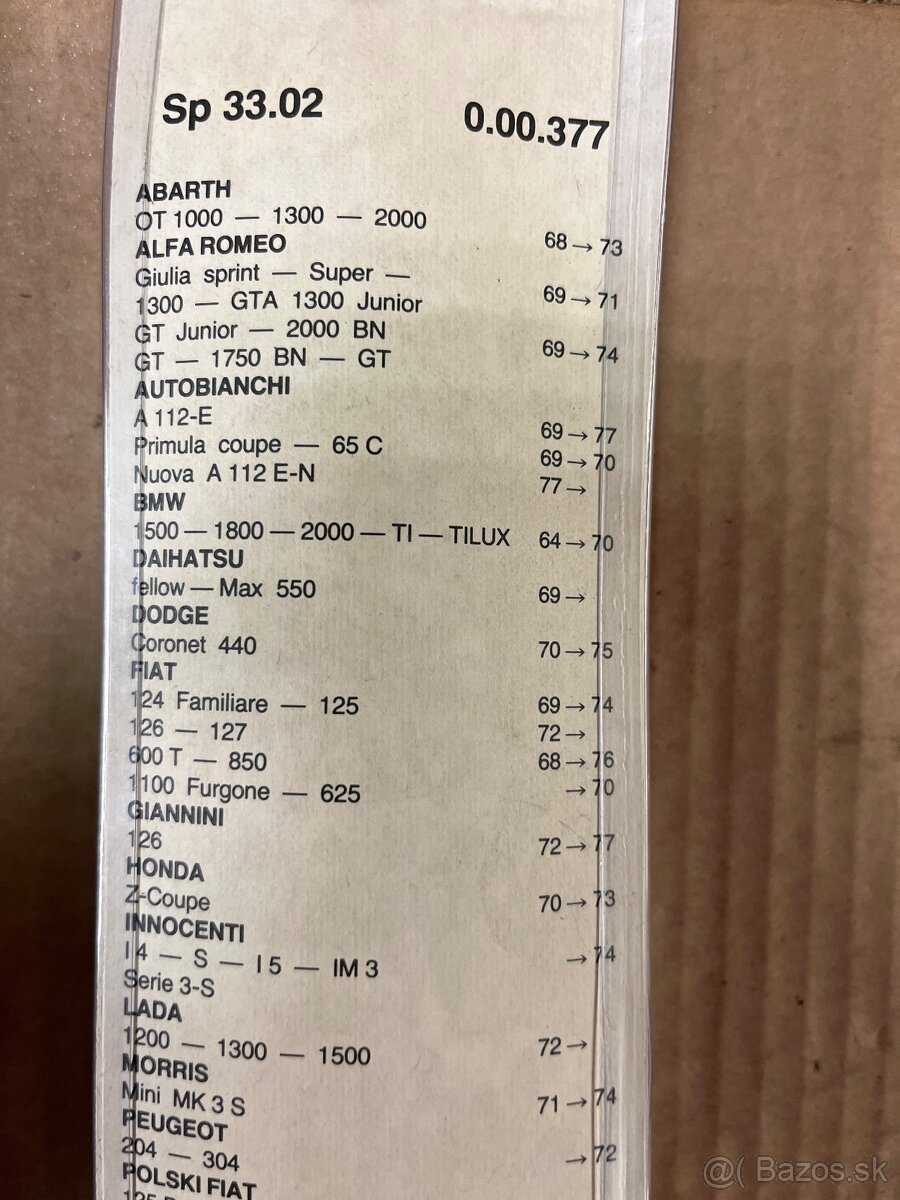 Sp 33.02 0.00.377
ABARTH
OT 1000 — 1300 — 2000 68→73
ALFA ROMEO
Giulia sprint — Super —
1300 — GTA 1300 Junior 69→71
GT Junior — 2000 BN
GT — 1750 BN — GT 69→74
AUTOBIANCHI
A 112-E 69→77
Primula coupe — 65 C 69→70
Nuova A 112 E-N 77→
BMW
1500 — 1800 — 2000 — TI — TILUX 64→70
DAIHATSU
fellow — Max 550 69→
DODGE
Coronet 440 70→75
FIAT
124 Familiare — 125 69→74
126 — 127 72→
600 T — 850 68→76
1100 Furgone — 625 →70
GIANNINI
126 72→77
HONDA
Z-Coupe 70→73
INNOCENTI
I 4 — S — I 5 — IM 3 →74
Serie 3-S
LADA
1200 — 1300 — 1500 72→
MORRIS
Mini MK 3 S 71→74
PEUGEOT
204 — 304 →72
POLSKI FIAT
@( Bazos.sk